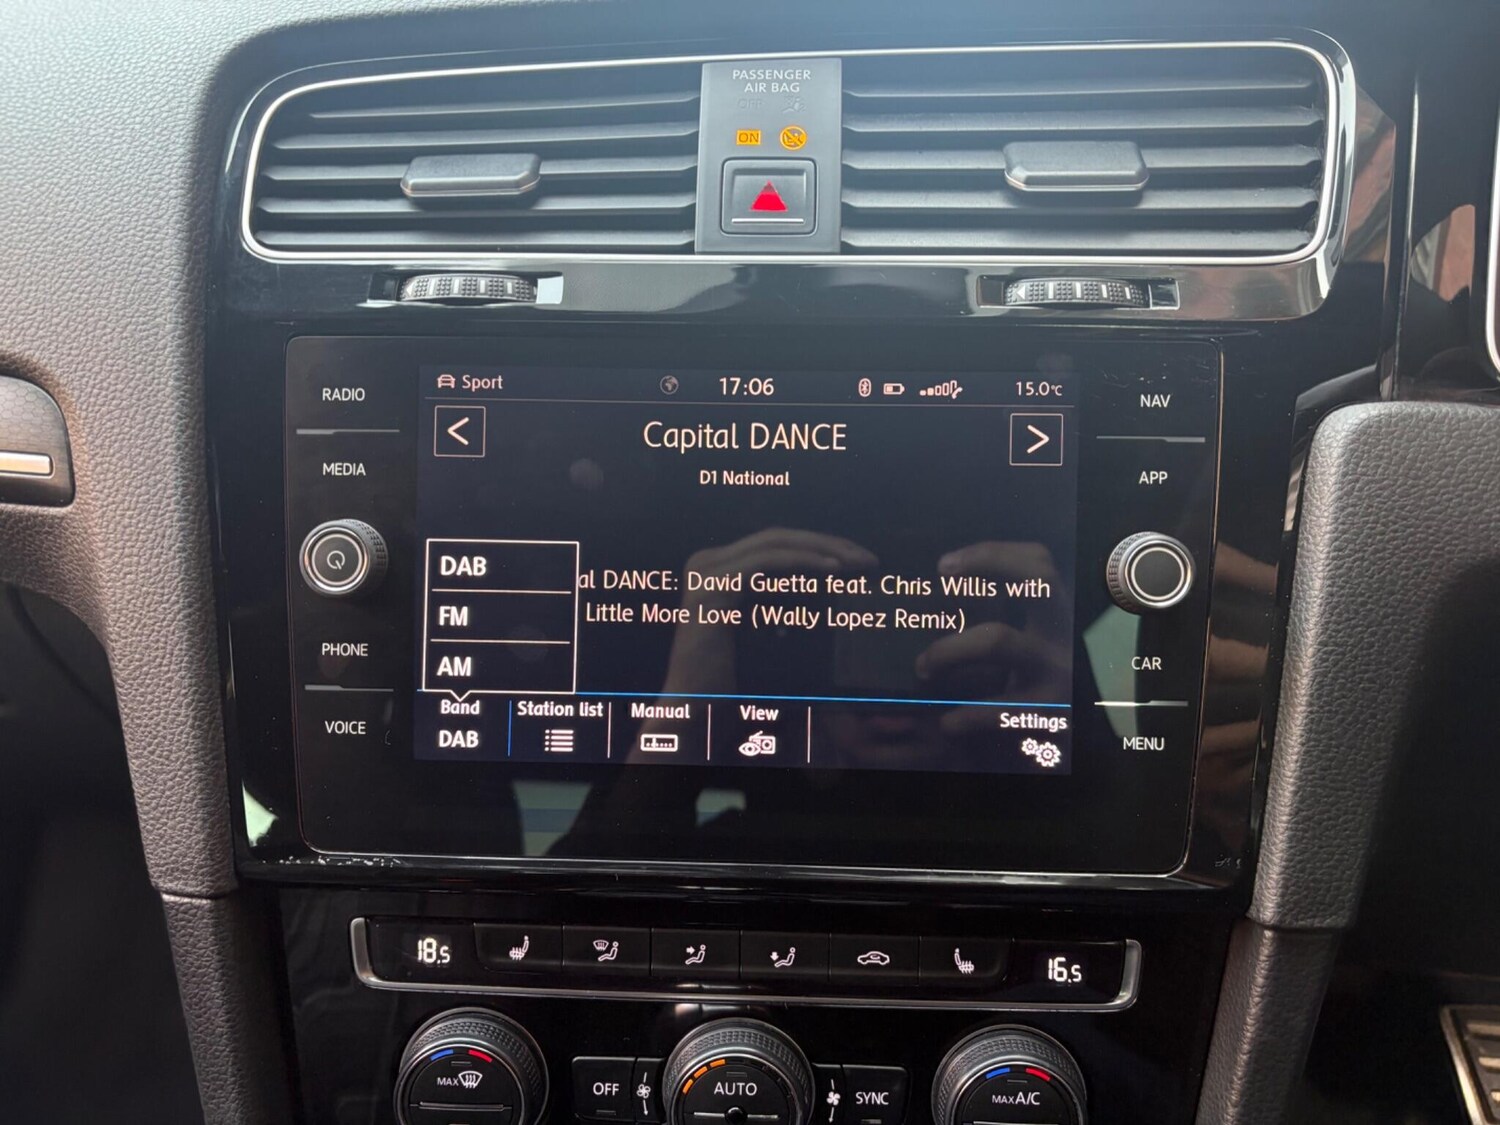 PASSENGER
AIR BAG
OFF
ON
RADIO
MEDIA
PHONE
VOICE
Sport
17:06
15.0°C
Capital DANCE
D1 National
al DANCE: David Guetta feat. Chris Willis with
Little More Love (Wally Lopez Remix)
DAB
FM
AM
Band
DAB
Station list
Manual
View
Settings
NAV
APP
CAR
MENU
18.5
16.5
MAX
OFF
AUTO
SYNC
MAX A/C